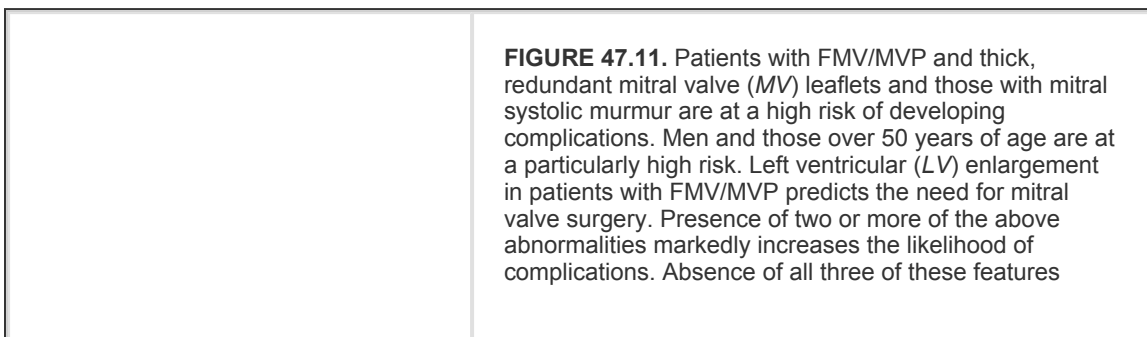 FIGURE 47.11. Patients with FMV/MVP and thick,
redundant mitral valve (MV) leaflets and those with mitral
systolic murmur are at a high risk of developing
complications. Men and those over 50 years of age are at
a particularly high risk. Left ventricular (LV) enlargement
in patients with FMV/MVP predicts the need for mitral
valve surgery. Presence of two or more of the above
abnormalities markedly increases the likelihood of
complications. Absence of all three of these features